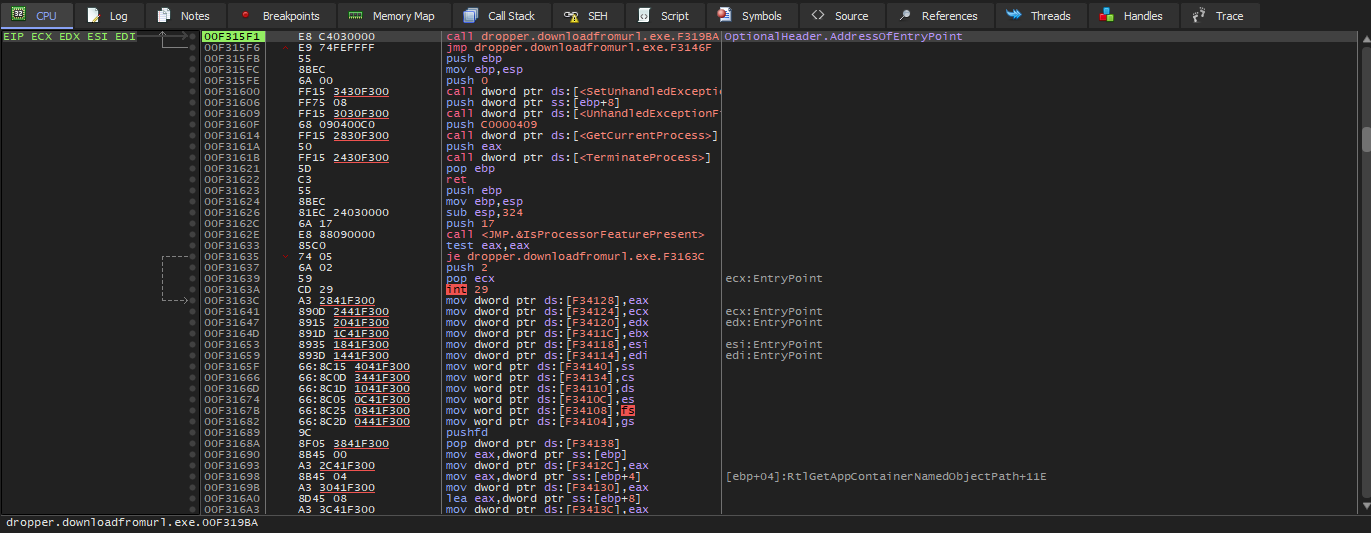 CPU Log Notes Breakpoints Memory Map Call Stack SEH Script Symbols Source References Threads Handles Trace
EIP ECX EDX ESI EDI 00F315F1 E8 C4030000 call dropper.downloadfromurl.exe.F319BA OptionalHeader.AddressOfEntryPoint
00F315F6 E9 74FEFFFF jmp dropper.downloadfromurl.exe.F3146F
00F315FB 55 push ebp
00F315FC 8BEC mov ebp,esp
00F315FE 6A 00 push 0
00F31600 FF15 3430F300 call dword ptr ds:[<SetUnhandledExceptio
00F31606 FF75 08 push dword ptr ss:[ebp+8]
00F31609 FF15 3030F300 call dword ptr ds:[<UnhandledExceptionFi
00F3160F 68 090400C0 push C0000409
00F31614 FF15 2830F300 call dword ptr ds:[<GetCurrentProcess>]
00F3161A 50 push eax
00F3161B FF15 2430F300 call dword ptr ds:[<TerminateProcess>]
00F31621 5D pop ebp
00F31622 C3 ret
00F31623 55 push ebp
00F31624 8BEC mov ebp,esp
00F31626 81EC 24030000 sub esp,324
00F3162C 6A 17 push 17
00F3162E E8 88090000 call <JMP.&IsProcessorFeaturePresent>
00F31633 85C0 test eax,eax
00F31635 74 05 je dropper.downloadfromurl.exe.F3163C
00F31637 6A 02 push 2
00F31639 59 pop ecx ecx:EntryPoint
00F3163A CD 29 int 29
00F3163C A3 2841F300 mov dword ptr ds:[F34128],eax
00F31641 890D 2441F300 mov dword ptr ds:[F34124],ecx ecx:EntryPoint
00F31647 8915 2041F300 mov dword ptr ds:[F34120],edx edx:EntryPoint
00F3164D 891D 1C41F300 mov dword ptr ds:[F3411C],ebx
00F31653 8935 1841F300 mov dword ptr ds:[F34118],esi esi:EntryPoint
00F31659 893D 1441F300 mov dword ptr ds:[F34114],edi edi:EntryPoint
00F3165F 66:8C15 4041F300 mov word ptr ds:[F34140],ss
00F31666 66:8C0D 3441F300 mov word ptr ds:[F34134],cs
00F3166D 66:8C1D 1041F300 mov word ptr ds:[F34110],ds
00F31674 66:8C05 0C41F300 mov word ptr ds:[F3410C],es
00F3167B 66:8C25 0841F300 mov word ptr ds:[F34108],fs
00F31682 66:8C2D 0441F300 mov word ptr ds:[F34104],gs
00F31689 9C pushfd
00F3168A 8F05 3841F300 pop dword ptr ds:[F34138]
00F31690 8B45 00 mov eax,dword ptr ss:[ebp]
00F31693 A3 2C41F300 mov dword ptr ds:[F3412C],eax
00F31698 8B45 04 mov eax,dword ptr ss:[ebp+4] [ebp+04]:RtlGetAppContainerNamedObjectPath+11E
00F3169B A3 3041F300 mov dword ptr ds:[F34130],eax
00F316A0 8D45 08 lea eax,dword ptr ss:[ebp+8]
00F316A3 A3 3C41F300 mov dword ptr ds:[F3413C],eax
dropper.downloadfromurl.exe.00F319BA